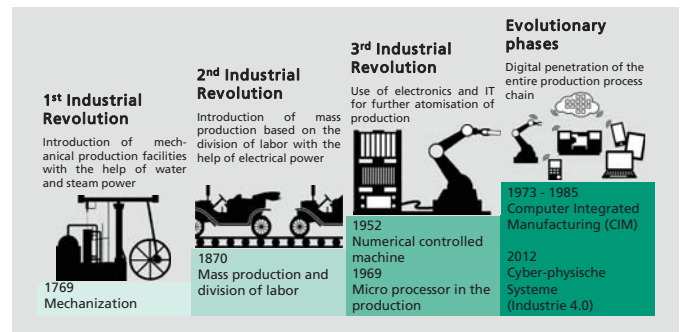 1st Industrial
Revolution
Introduction of mech-
anical production facilities
with the help of water
and steam power
1769
Mechanization
2nd Industrial
Revolution
Introduction of mass
production based on the
division of labor with the
help of electrical power
1870
Mass production and
division of labor
3rd Industrial
Revolution
Use of electronics and IT
for further atomisation of
production
1952
Numerical controlled
machine
1969
Micro processor in the
production
Evolutionary
phases
Digital penetration of the
entire production process
chain
1973 - 1985
Computer Integrated
Manufacturing (CIM)
2012
Cyber-physische
Systeme
(Industrie 4.0)